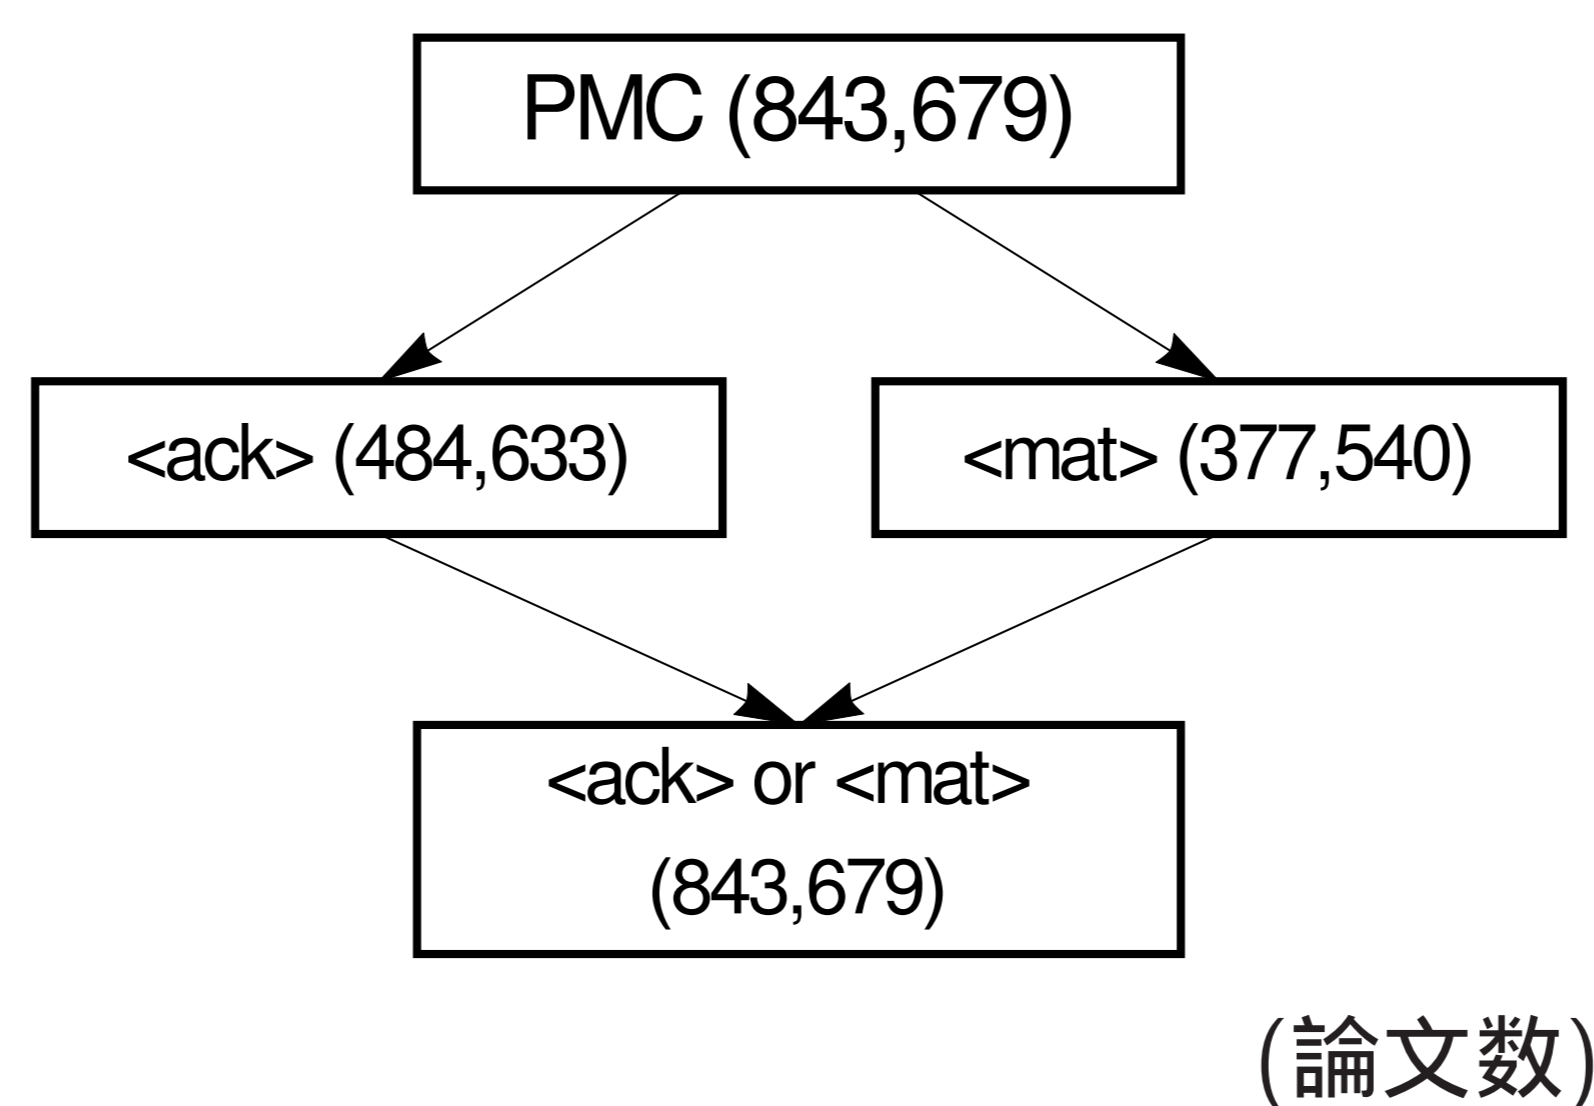 PMC (843,679)
<ack> (484,633)
<mat> (377,540)
<ack> or <mat>
(843,679)
(論文数)